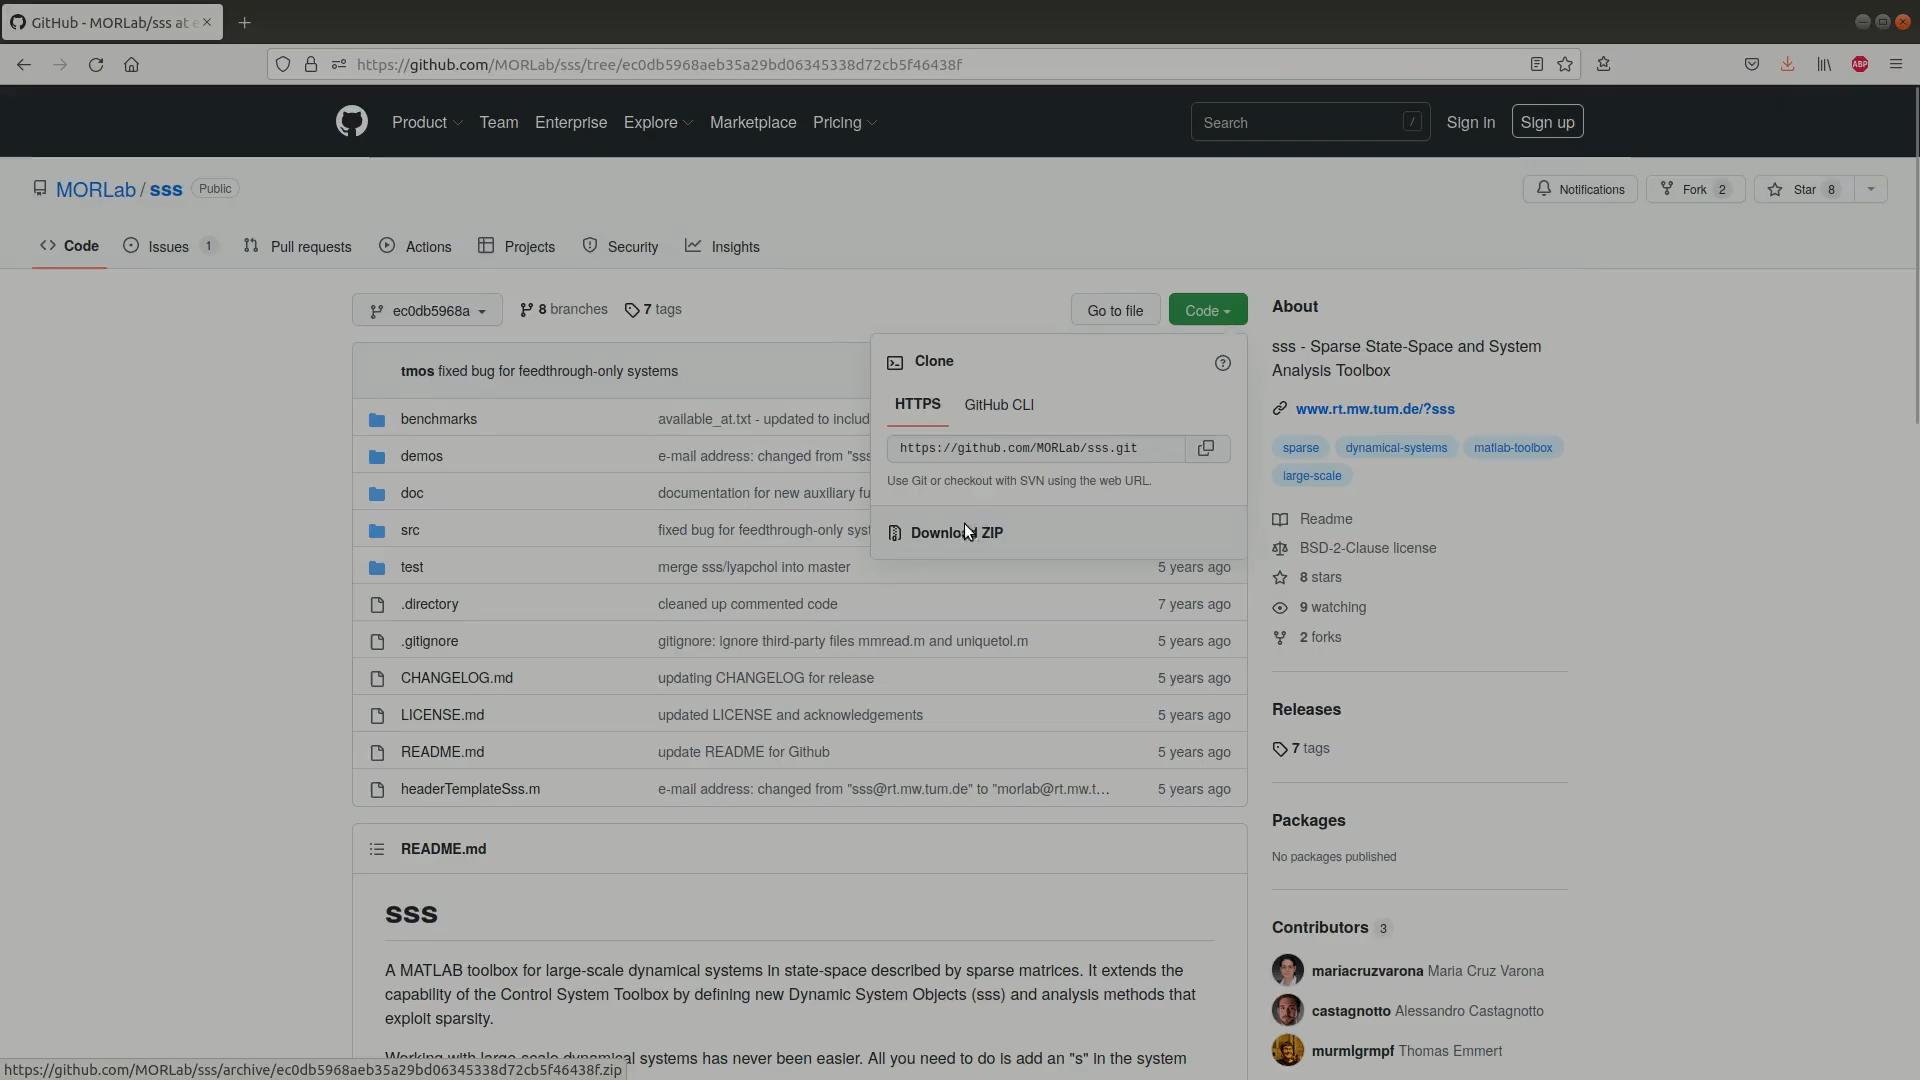 GitHub - MORLab/sss at e
https://github.com/MORLab/sss/tree/ec0db5968aeb35a29bd06345338d72cb5f46438f
ABP
Product Team Enterprise Explore Marketplace Pricing
Search /
Sign in Sign up
MORLab / sss Public
Notifications Fork 2 Star 8
Code Issues 1 Pull requests Actions Projects Security Insights
ec0db5968a 8 branches 7 tags
Go to file Code
tmos fixed bug for feedthrough-only systems
Clone
HTTPS GitHub CLI
https://github.com/MORLab/sss.git
Use Git or checkout with SVN using the web URL.
Download ZIP
benchmarks available_at.txt - updated to includ
demos e-mail address: changed from "sss
doc documentation for new auxiliary fu
src fixed bug for feedthrough-only syst
test merge sss/lyapchol into master 5 years ago
.directory cleaned up commented code 7 years ago
.gitignore gitignore: ignore third-party files mmread.m and uniquetol.m 5 years ago
CHANGELOG.md updating CHANGELOG for release 5 years ago
LICENSE.md updated LICENSE and acknowledgements 5 years ago
README.md update README for Github 5 years ago
headerTemplateSss.m e-mail address: changed from "sss@rt.mw.tum.de" to "morlab@rt.mw.t… 5 years ago
README.md
sss
A MATLAB toolbox for large-scale dynamical systems in state-space described by sparse matrices. It extends the
capability of the Control System Toolbox by defining new Dynamic System Objects (sss) and analysis methods that
exploit sparsity.
Working with large-scale dynamical systems has never been easier. All you need to do is add an "s" in the system
About
sss - Sparse State-Space and System
Analysis Toolbox
www.rt.mw.tum.de/?sss
sparse dynamical-systems matlab-toolbox
large-scale
Readme
BSD-2-Clause license
8 stars
9 watching
2 forks
Releases
7 tags
Packages
No packages published
Contributors 3
mariacruzvarona Maria Cruz Varona
castagnotto Alessandro Castagnotto
murmlgrmpf Thomas Emmert
https://github.com/MORLab/sss/archive/ec0db5968aeb35a29bd06345338d72cb5f46438f.zip